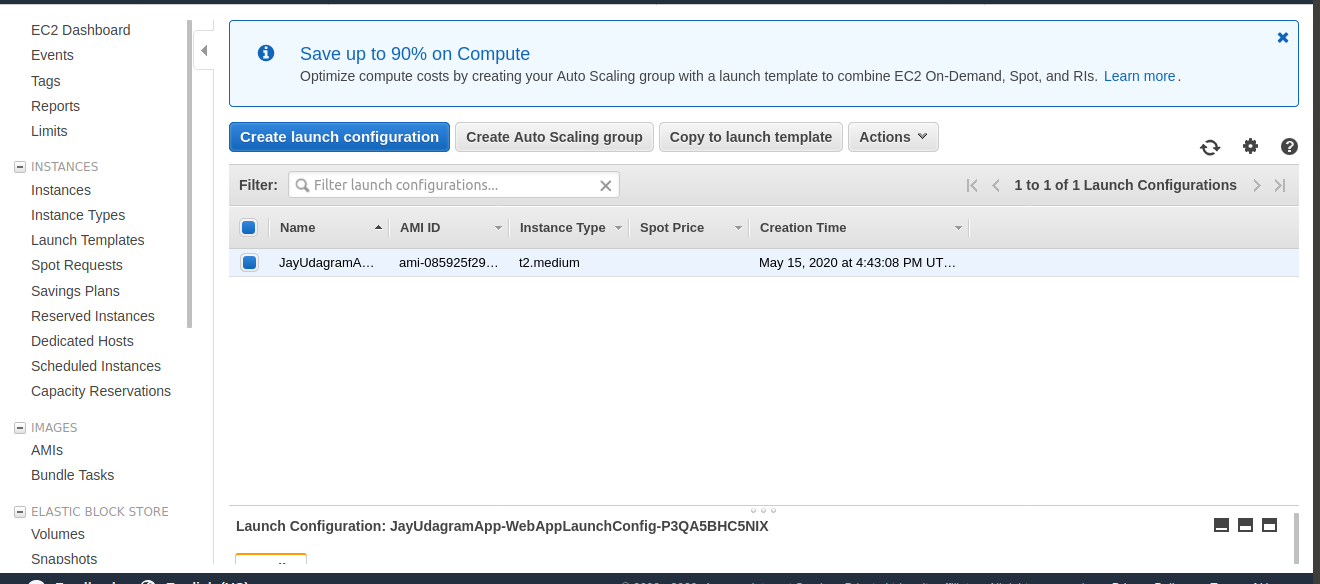 EC2 Dashboard
Events
Tags
Reports
Limits
INSTANCES
Instances
Instance Types
Launch Templates
Spot Requests
Savings Plans
Reserved Instances
Dedicated Hosts
Scheduled Instances
Capacity Reservations
IMAGES
AMIs
Bundle Tasks
ELASTIC BLOCK STORE
Volumes
Snapshots
Save up to 90% on Compute
Optimize compute costs by creating your Auto Scaling group with a launch template to combine EC2 On-Demand, Spot, and RIs. Learn more.
Create launch configuration Create Auto Scaling group Copy to launch template Actions
Filter: Filter launch configurations... 1 to 1 of 1 Launch Configurations
Name AMI ID Instance Type Spot Price Creation Time
JayUdagramA... ami-085925f29... t2.medium May 15, 2020 at 4:43:08 PM UT...
Launch Configuration: JayUdagramApp-WebAppLaunchConfig-P3QA5BHC5NIX